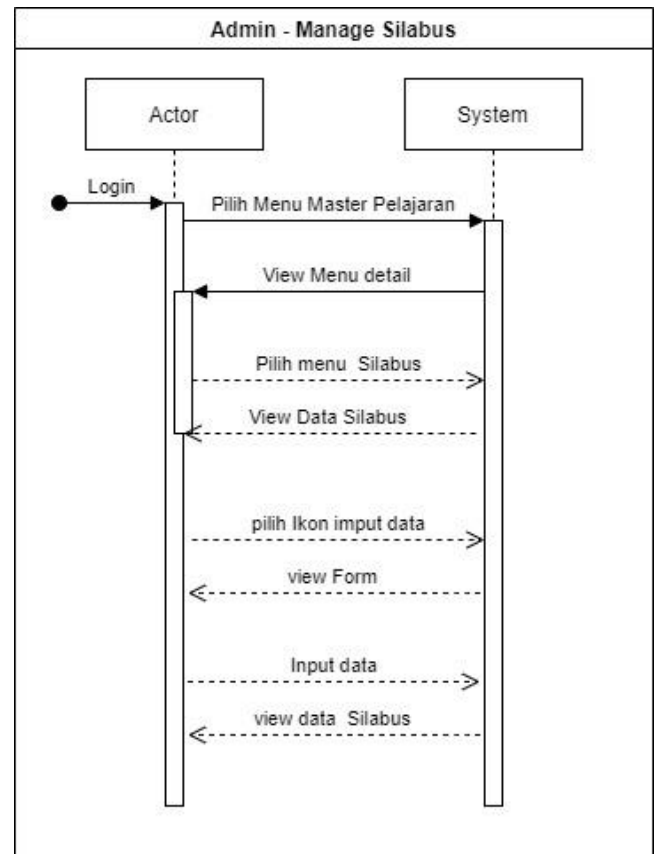 Admin - Manage Silabus
Actor
System
Login
Pilih Menu Master Pelajaran
View Menu detail
Pilih menu Silabus
View Data Silabus
pilih Ikon imput data
view Form
Input data
view data Silabus